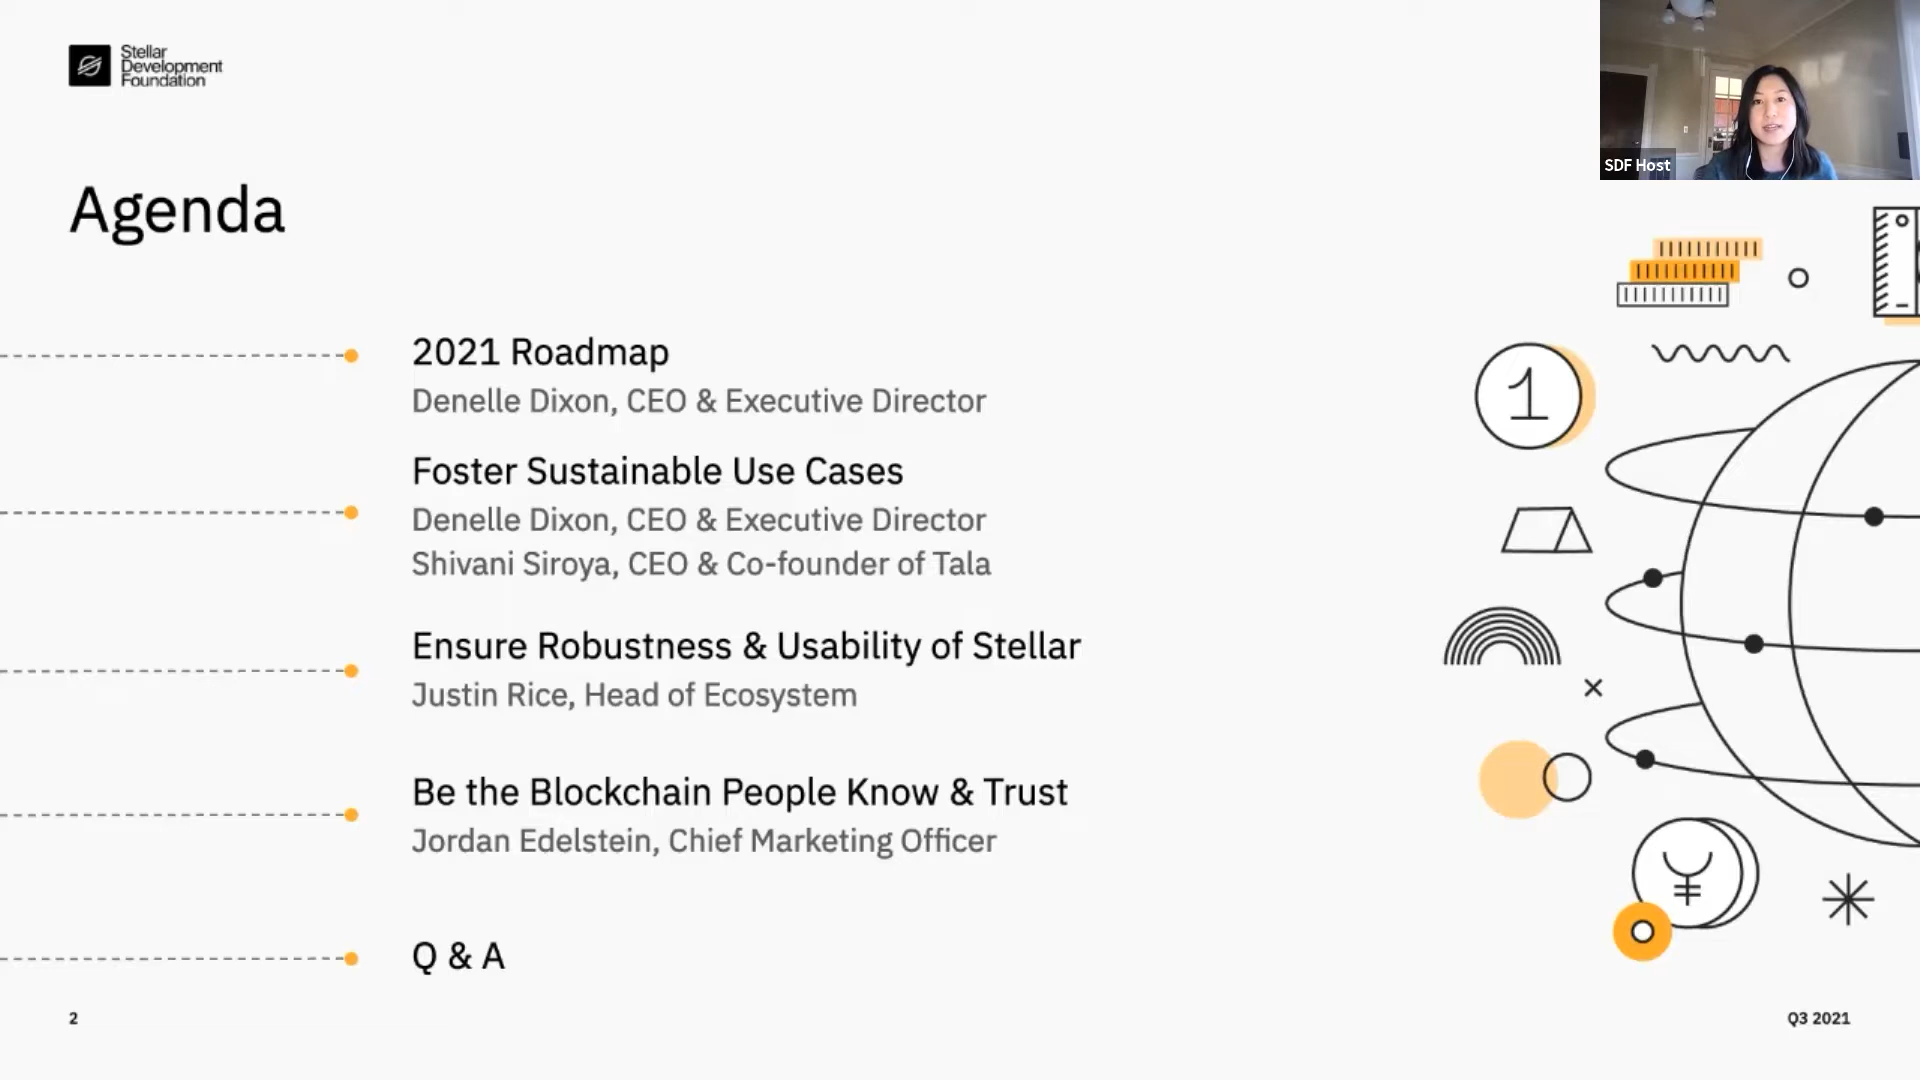 Stellar
Development
Foundation
SDF Host
Agenda
1
2021 Roadmap
Denelle Dixon, CEO & Executive Director
Foster Sustainable Use Cases
Denelle Dixon, CEO & Executive Director
Shivani Siroya, CEO & Co-founder of Tala
Ensure Robustness & Usability of Stellar
Justin Rice, Head of Ecosystem
Be the Blockchain People Know & Trust
Jordan Edelstein, Chief Marketing Officer
Q & A
2
Q3 2021